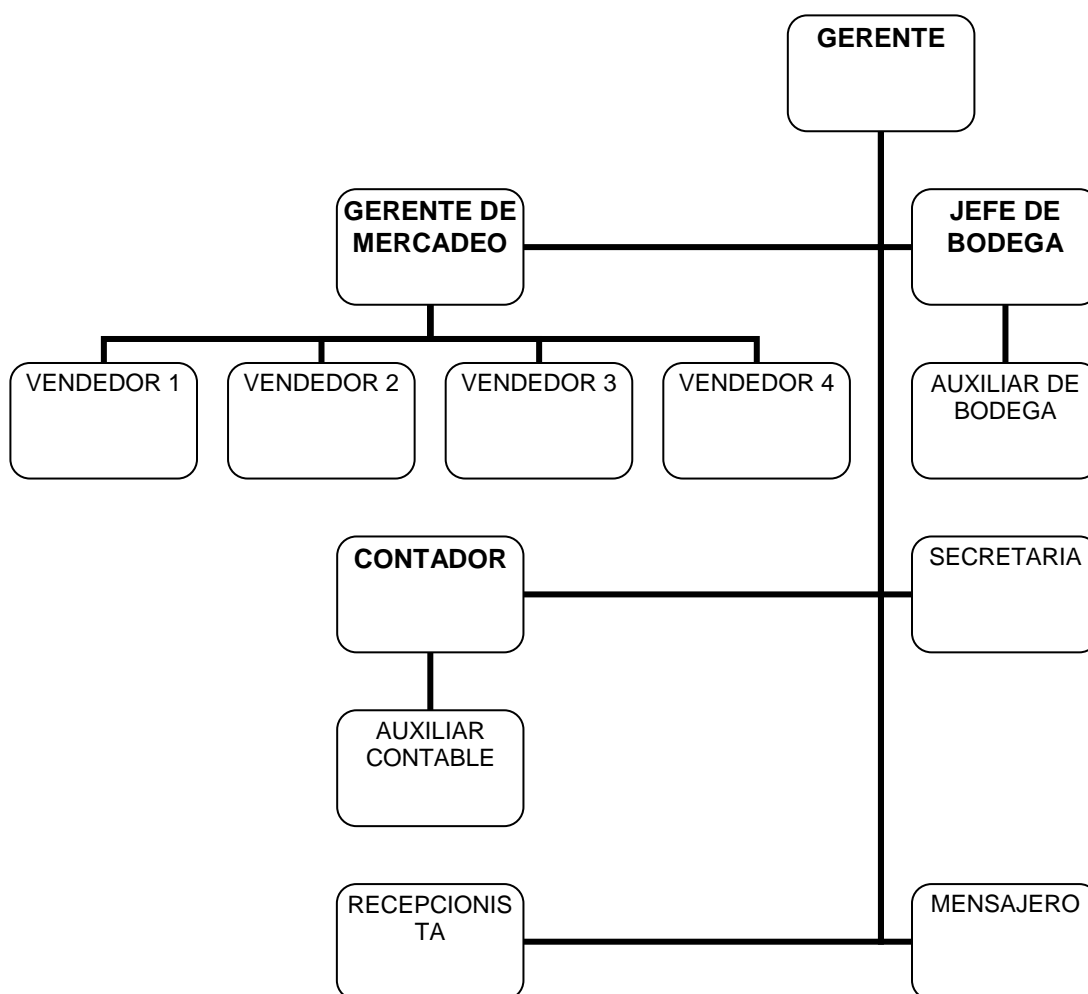 GERENTE
GERENTE DE
MERCADEO
JEFE DE
BODEGA
VENDEDOR 1
VENDEDOR 2
VENDEDOR 3
VENDEDOR 4
AUXILIAR DE
BODEGA
CONTADOR
SECRETARIA
AUXILIAR
CONTABLE
RECEPCIONIS
TA
MENSAJERO